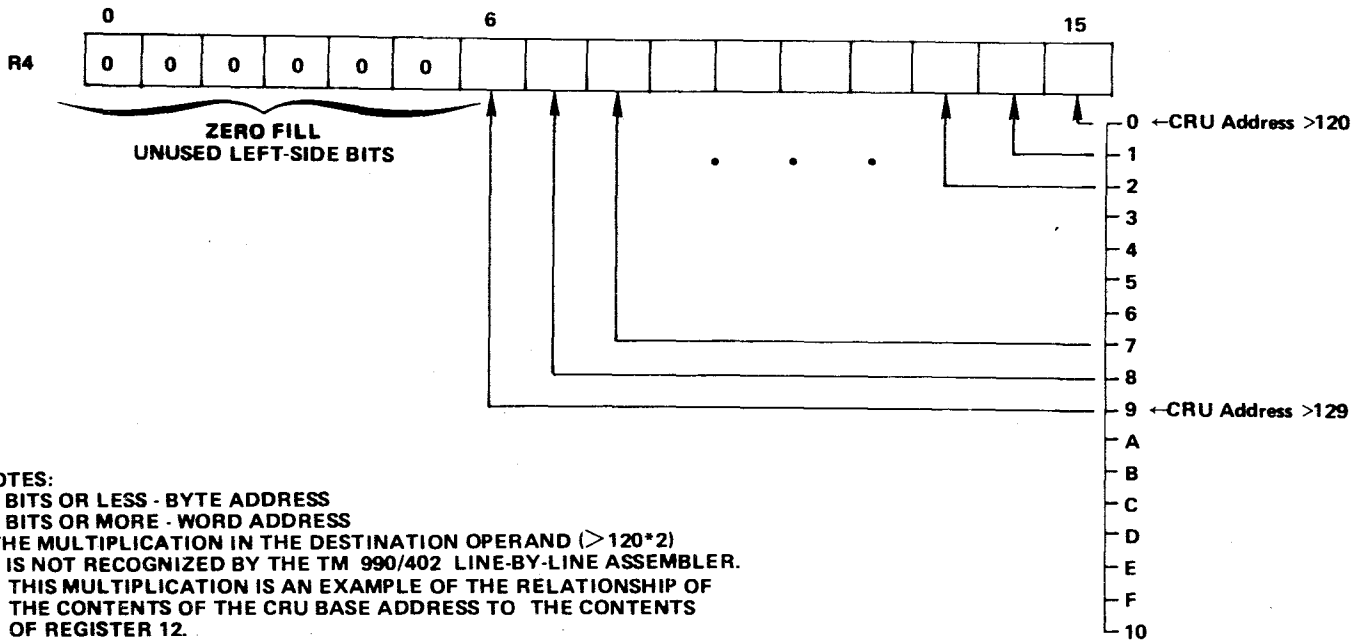 0 6 15
R4 0 0 0 0 0 0
ZERO FILL
UNUSED LEFT-SIDE BITS
0 ←CRU Address >120
1
2
3
4
5
6
7
8
9 ←CRU Address >129
A
B
C
D
E
F
10
OTES:
BITS OR LESS - BYTE ADDRESS
BITS OR MORE - WORD ADDRESS
THE MULTIPLICATION IN THE DESTINATION OPERAND (>120*2)
IS NOT RECOGNIZED BY THE TM 990/402 LINE-BY-LINE ASSEMBLER.
THIS MULTIPLICATION IS AN EXAMPLE OF THE RELATIONSHIP OF
THE CONTENTS OF THE CRU BASE ADDRESS TO THE CONTENTS
OF REGISTER 12.